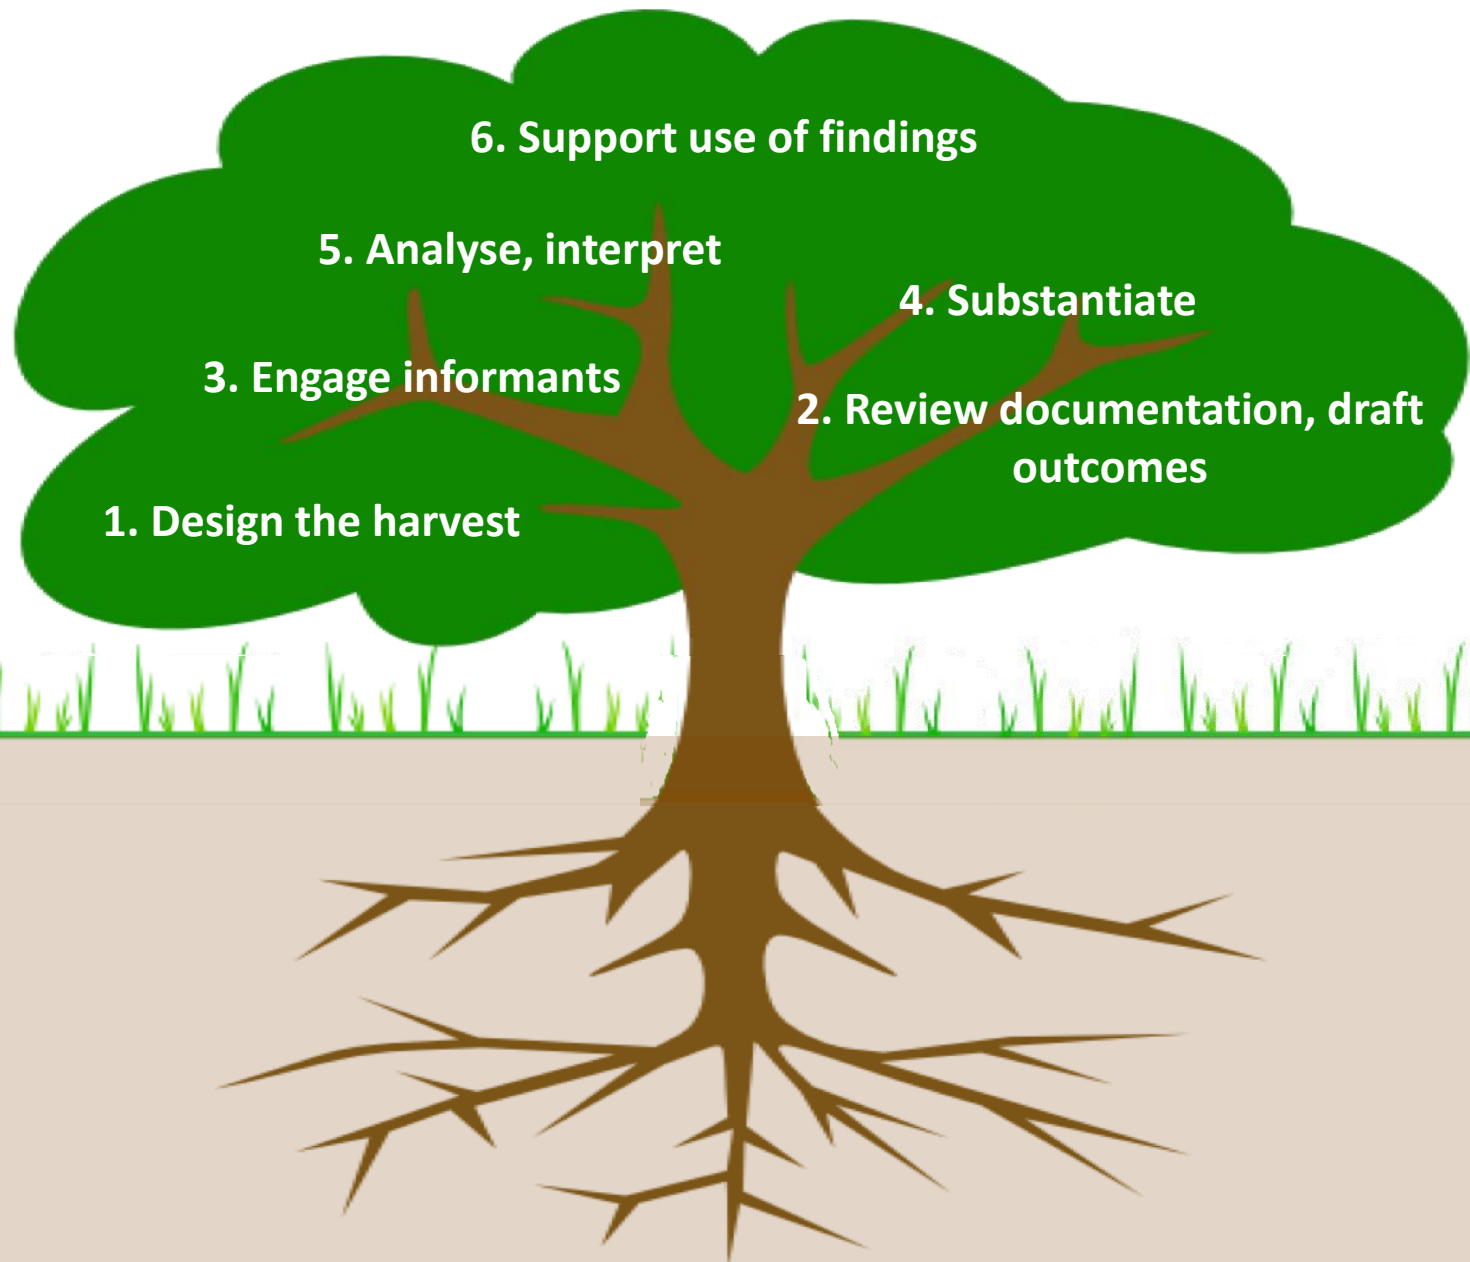 6. Support use of findings
5. Analyse, interpret
4. Substantiate
3. Engage informants
2. Review documentation, draft
outcomes
1. Design the harvest